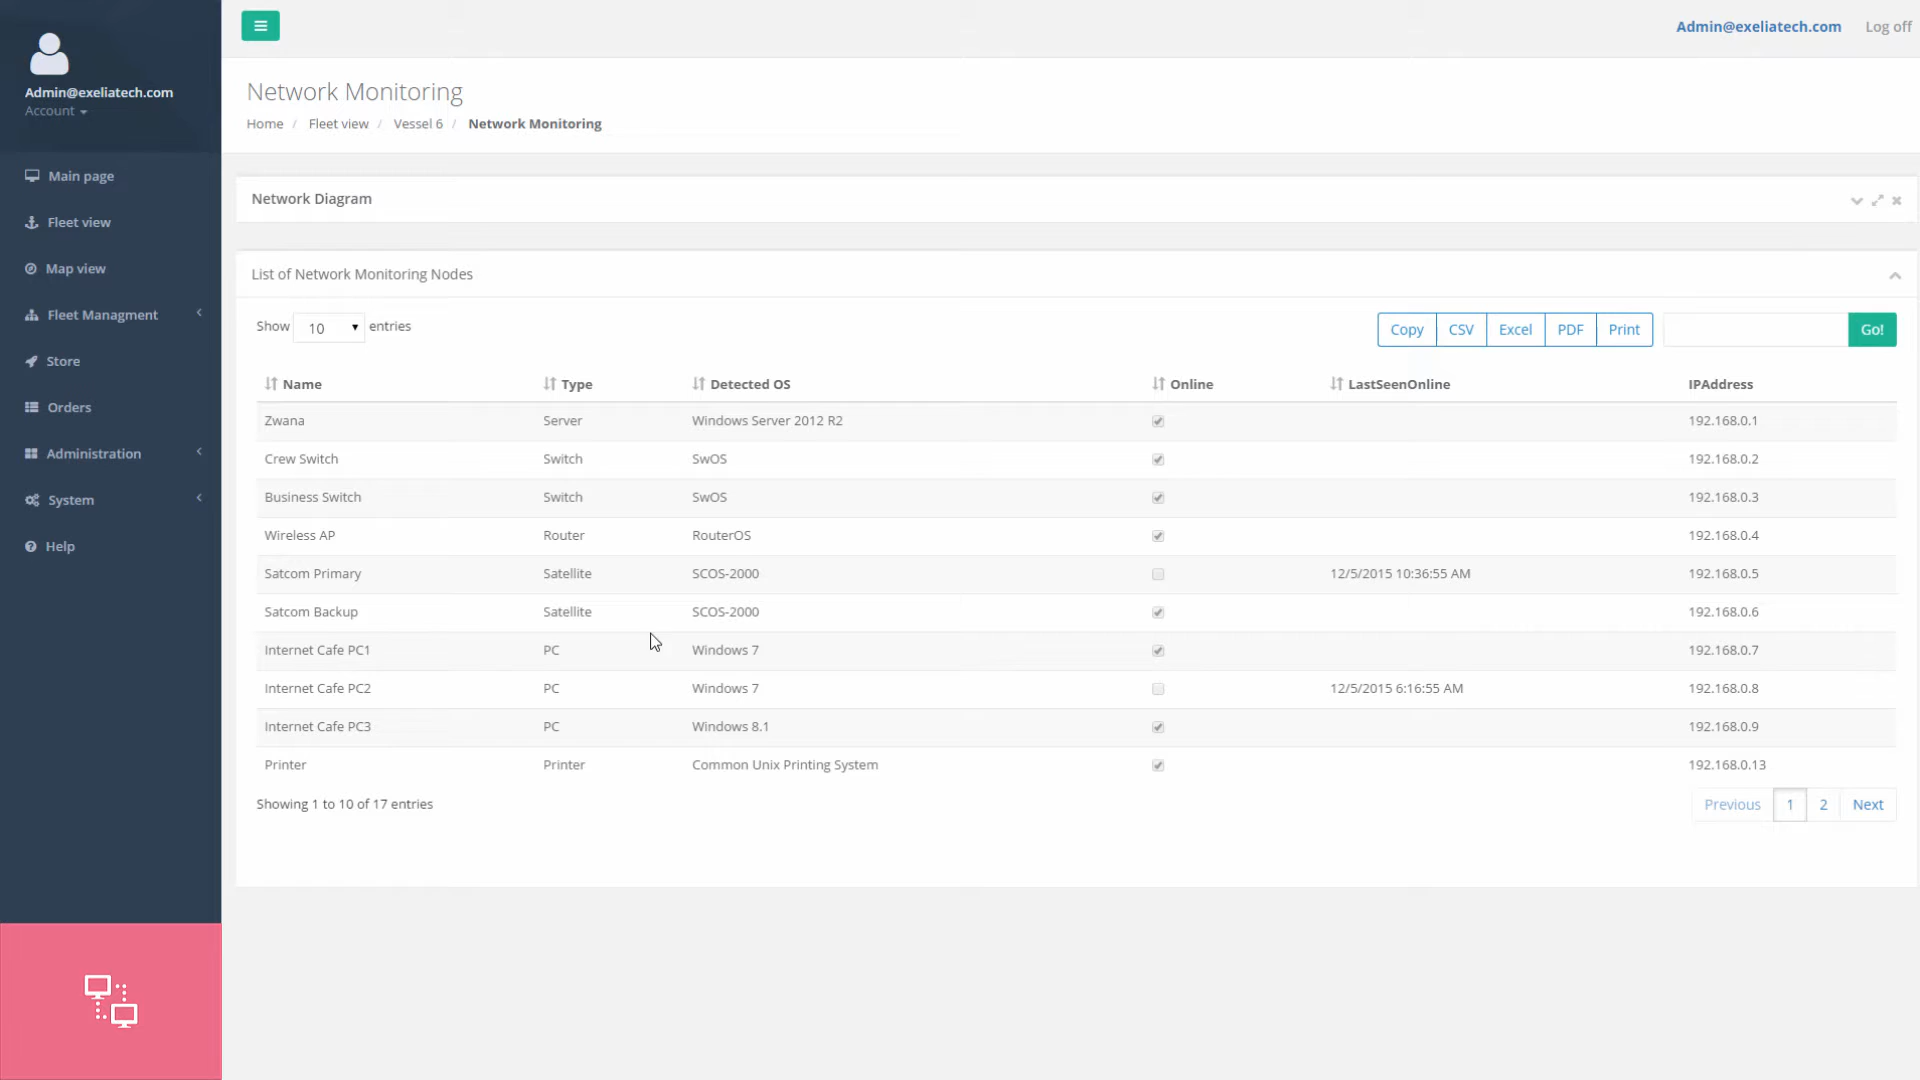 Admin@exeliatech.com Log off
Admin@exeliatech.com
Account
Main page
Fleet view
Map view
Fleet Managment
Store
Orders
Administration
System
Help
Network Monitoring
Home / Fleet view / Vessel 6 / Network Monitoring
Network Diagram
List of Network Monitoring Nodes
Show 10 entries
Copy CSV Excel PDF Print Go!
Name Type Detected OS Online LastSeenOnline IPAddress
Zwana Server Windows Server 2012 R2 192.168.0.1
Crew Switch Switch SwOS 192.168.0.2
Business Switch Switch SwOS 192.168.0.3
Wireless AP Router RouterOS 192.168.0.4
Satcom Primary Satellite SCOS-2000 12/5/2015 10:36:55 AM 192.168.0.5
Satcom Backup Satellite SCOS-2000 192.168.0.6
Internet Cafe PC1 PC Windows 7 192.168.0.7
Internet Cafe PC2 PC Windows 7 12/5/2015 6:16:55 AM 192.168.0.8
Internet Cafe PC3 PC Windows 8.1 192.168.0.9
Printer Printer Common Unix Printing System 192.168.0.13
Showing 1 to 10 of 17 entries
Previous 1 2 Next